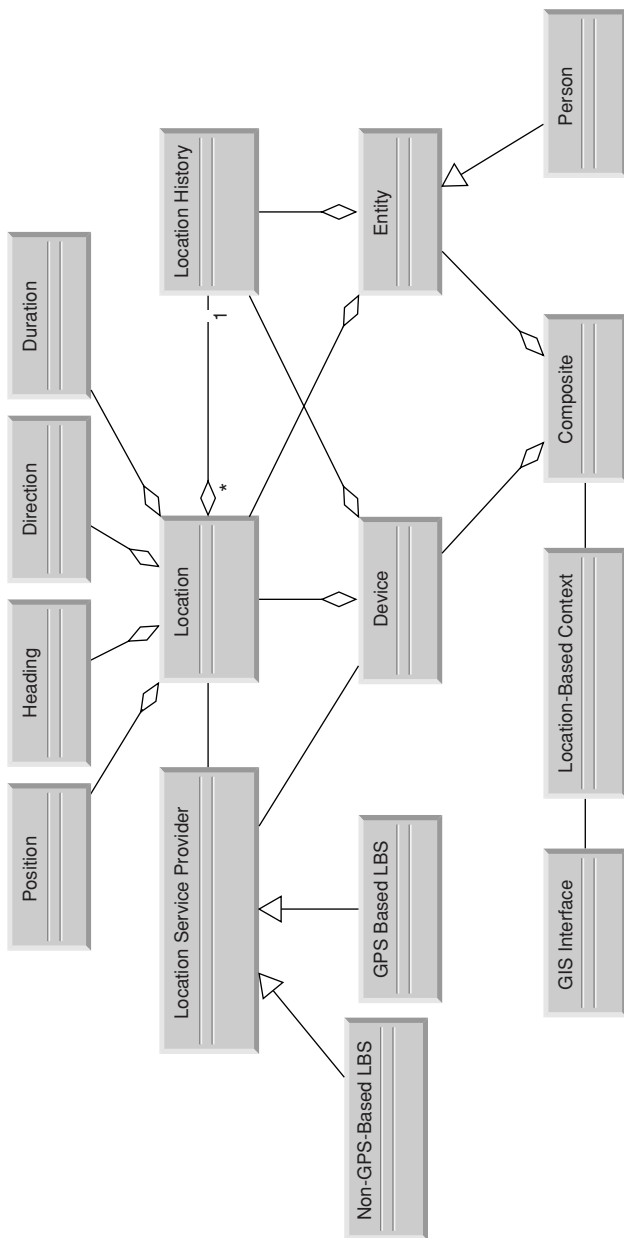 Position
Heading
Direction
Duration
Location Service Provider
Location
*
1
Location History
Non-GPS-Based LBS
GPS Based LBS
Device
Entity
GIS Interface
Location-Based Context
Composite
Person